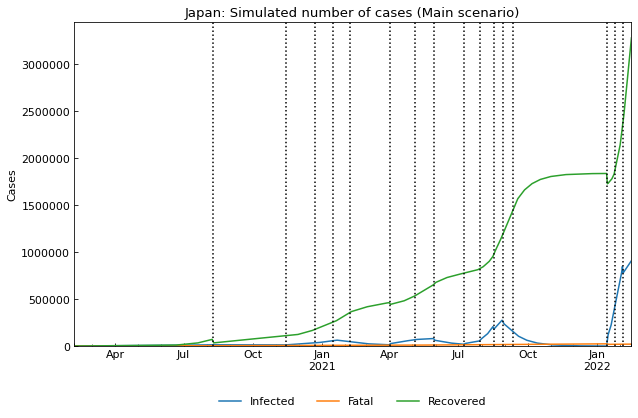 Japan: Simulated number of cases (Main scenario)
Cases
3000000
2500000
2000000
1500000
1000000
500000
0
Apr Jul Oct Jan Apr Jul Oct Jan
2021 2022
Infected Fatal Recovered